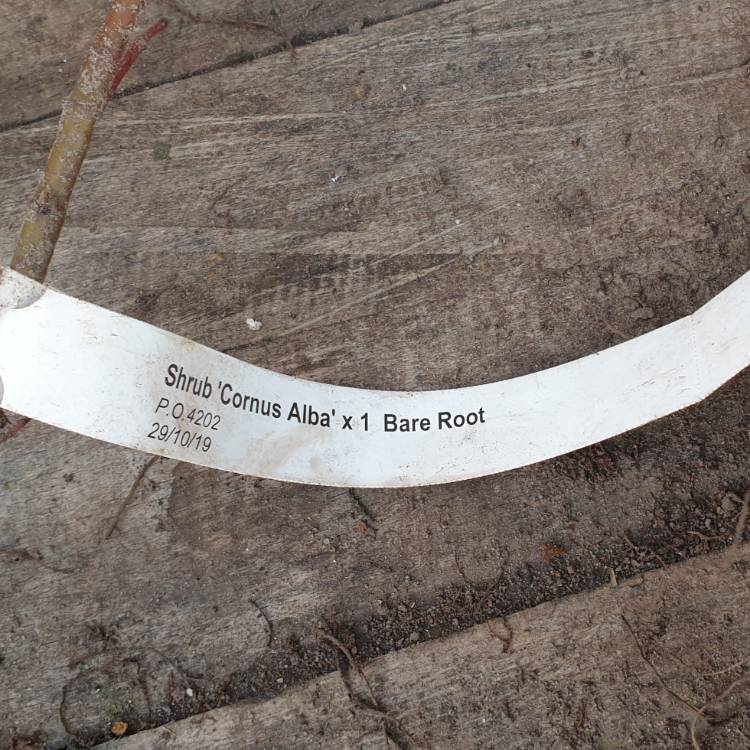 Shrub 'Cornus Alba' x 1 Bare Root
P.O.4202
29/10/19